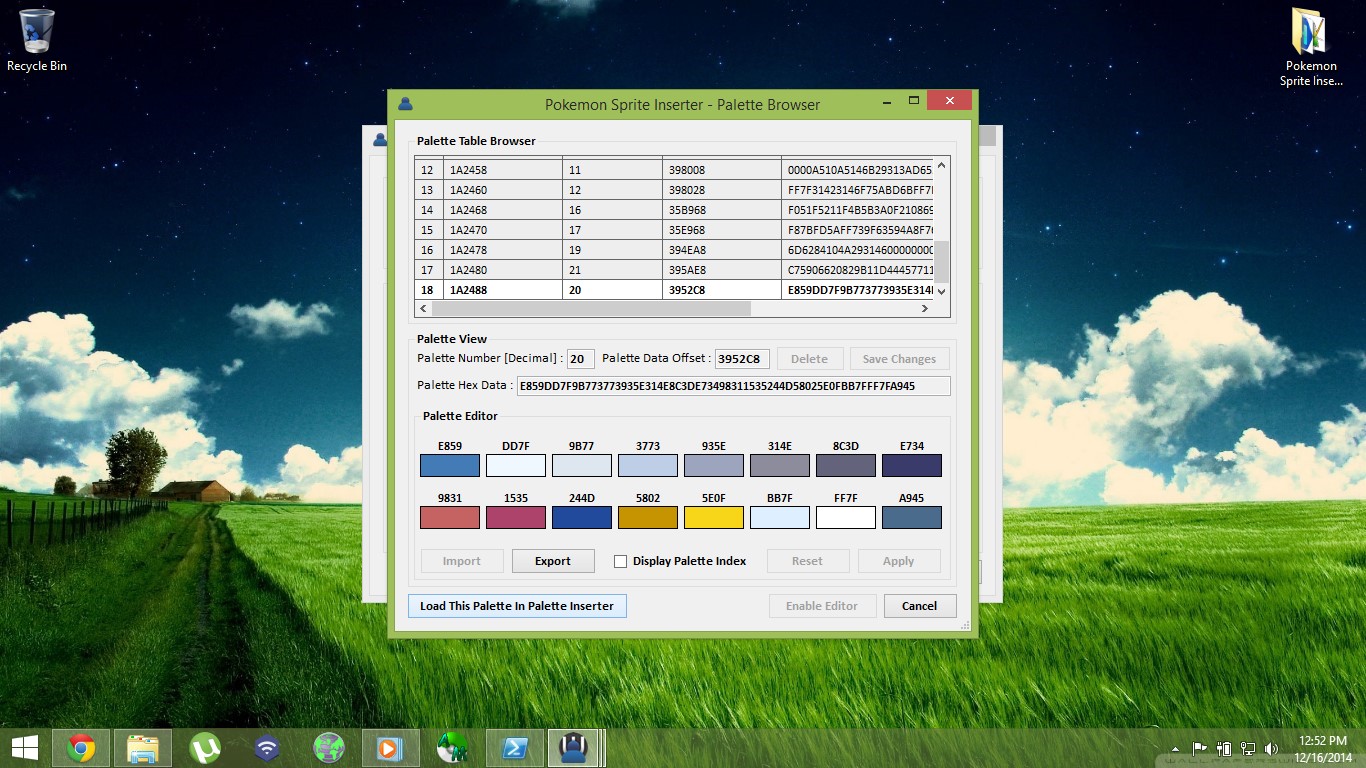 Recycle Bin
Pokemon
Sprite Inse...
Pokemon Sprite Inserter - Palette Browser
Palette Table Browser
12 1A2458 11 398008 0000A510A5146B29313AD65
13 1A2460 12 398028 FF7F31423146F75ABD6BFF7
14 1A2468 16 35B968 F051F5211F4B5B3A0F210869
15 1A2470 17 35E968 F87BFD5AFF739F63594A8F7
16 1A2478 19 394EA8 6D6284104A29314600000000
17 1A2480 21 395AE8 C75906620829B11D44457711
18 1A2488 20 3952C8 E859DD7F9B773773935E314
Palette View
Palette Number [Decimal] : 20 Palette Data Offset : 3952C8 Delete Save Changes
Palette Hex Data : E859DD7F9B773773935E314E8C3DE73498311535244D58025E0FBB7FFF7FA945
Palette Editor
E859 DD7F 9B77 3773 935E 314E 8C3D E734
9831 1535 244D 5802 5E0F BB7F FF7F A945
Import Export Display Palette Index Reset Apply
Load This Palette In Palette Inserter Enable Editor Cancel
12:52 PM
12/16/2014